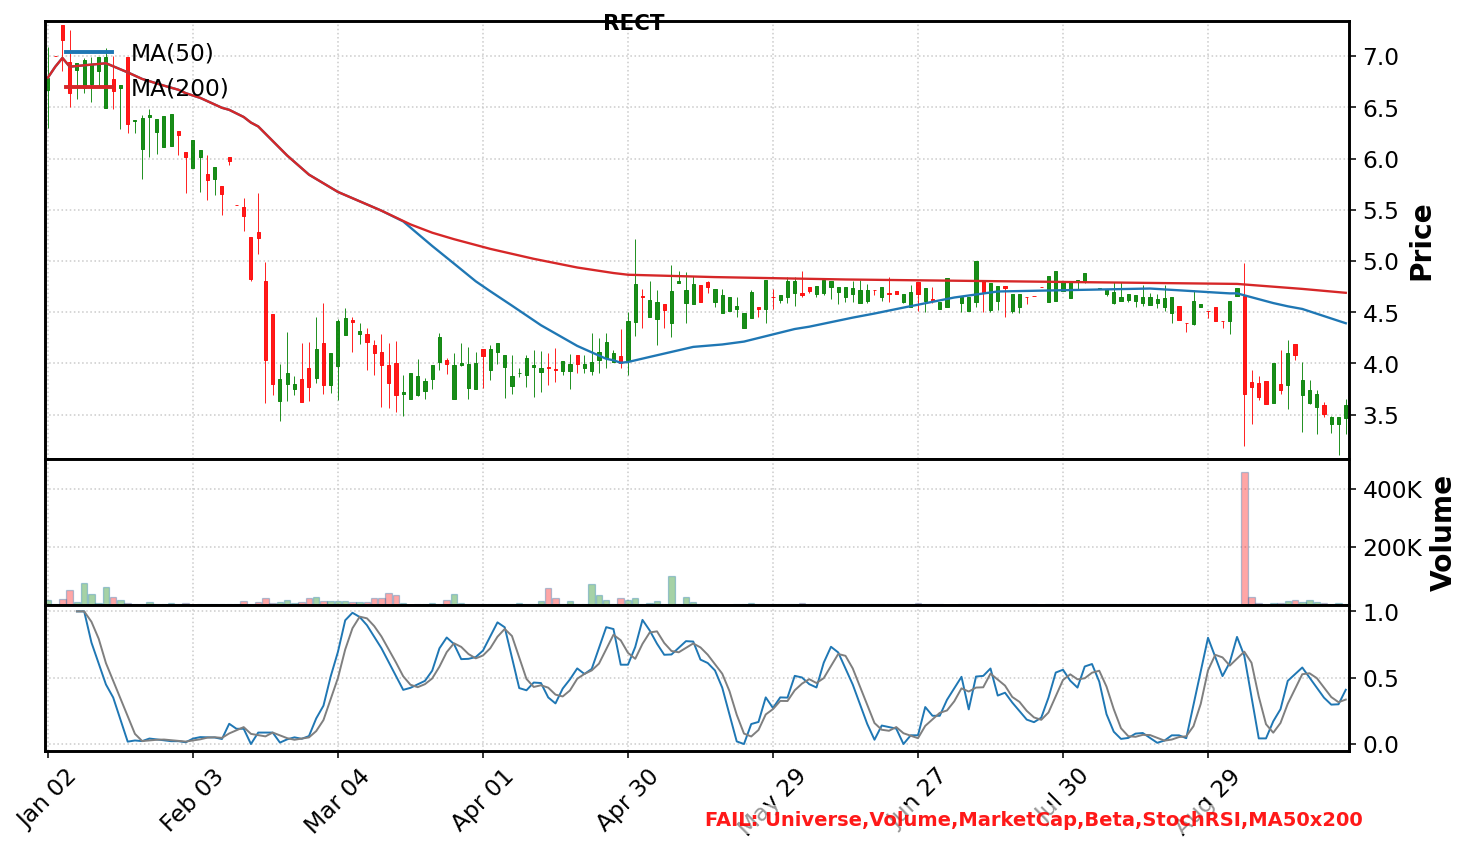 RECT
MA(50)
MA(200)
7.0
6.5
6.0
5.5
5.0
4.5
4.0
3.5
Price
400K
200K
Volume
1.0
0.5
0.0
Jan 02
Feb 03
Mar 04
Apr 01
Apr 30
May 29
Jun 27
Jul 30
Aug 29
FAIL: Universe,Volume,MarketCap,Beta,StochRSI,MA50x200